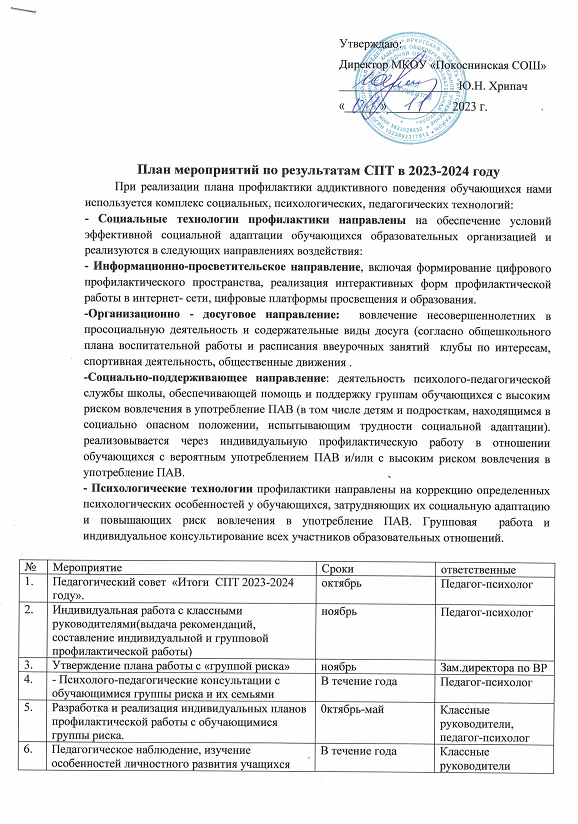 Утверждаю:
Директор МКОУ «Покоснинская СОШ»
Ю.Н. Хрипач
« » 11 2023 г.
План мероприятий по результатам СПТ в 2023-2024 году
При реализации плана профилактики аддиктивного поведения обучающихся нами
используется комплекс социальных, психологических, педагогических технологий:
- Социальные технологии профилактики направлены на обеспечение условий
эффективной социальной адаптации обучающихся образовательных организацией и
реализуются в следующих направлениях воздействия:
- Информационно-просветительское направление, включая формирование цифрового
профилактического пространства, реализация интерактивных форм профилактической
работы в интернет- сети, цифровые платформы просвещения и образования.
-Организационно - досуговое направление: вовлечение несовершеннолетних в
просоциальную деятельность и содержательные виды досуга (согласно общешкольного
плана воспитательной работы и расписания внеурочных занятий клубы по интересам,
спортивная деятельность, общественные движения .
-Социально-поддерживающее направление: деятельность психолого-педагогической
службы школы, обеспечивающей помощь и поддержку группам обучающихся с высоким
риском вовлечения в употребление ПАВ (в том числе детям и подросткам, находящимся в
социально опасном положении, испытывающим трудности социальной адаптации).
реализовывается через индивидуальную профилактическую работу в отношении
обучающихся с вероятным употреблением ПАВ и/или с высоким риском вовлечения в
употребление ПАВ.
- Психологические технологии профилактики направлены на коррекцию определенных
психологических особенностей у обучающихся, затрудняющих их социальную адаптацию
и повышающих риск вовлечения в употребление ПАВ. Групповая работа и
индивидуальное консультирование всех участников образовательных отношений.
№ Мероприятие Сроки ответственные
1. Педагогический совет «Итоги СПТ 2023-2024 октябрь Педагог-психолог
году».
2. Индивидуальная работа с классными ноябрь Педагог-психолог
руководителями(выдача рекомендаций,
составление индивидуальной и групповой
профилактической работы)
3. Утверждение плана работы с «группой риска» ноябрь Зам.директора по ВР
4. - Психолого-педагогические консультации с В течение года Педагог-психолог
обучающимися группы риска и их семьями
5. Разработка и реализация индивидуальных планов 0ктябрь-май Классные
профилактической работы с обучающимися руководители,
группы риска. педагог-психолог
6. Педагогическое наблюдение, изучение В течение года Классные
особенностей личностного развития учащихся руководители